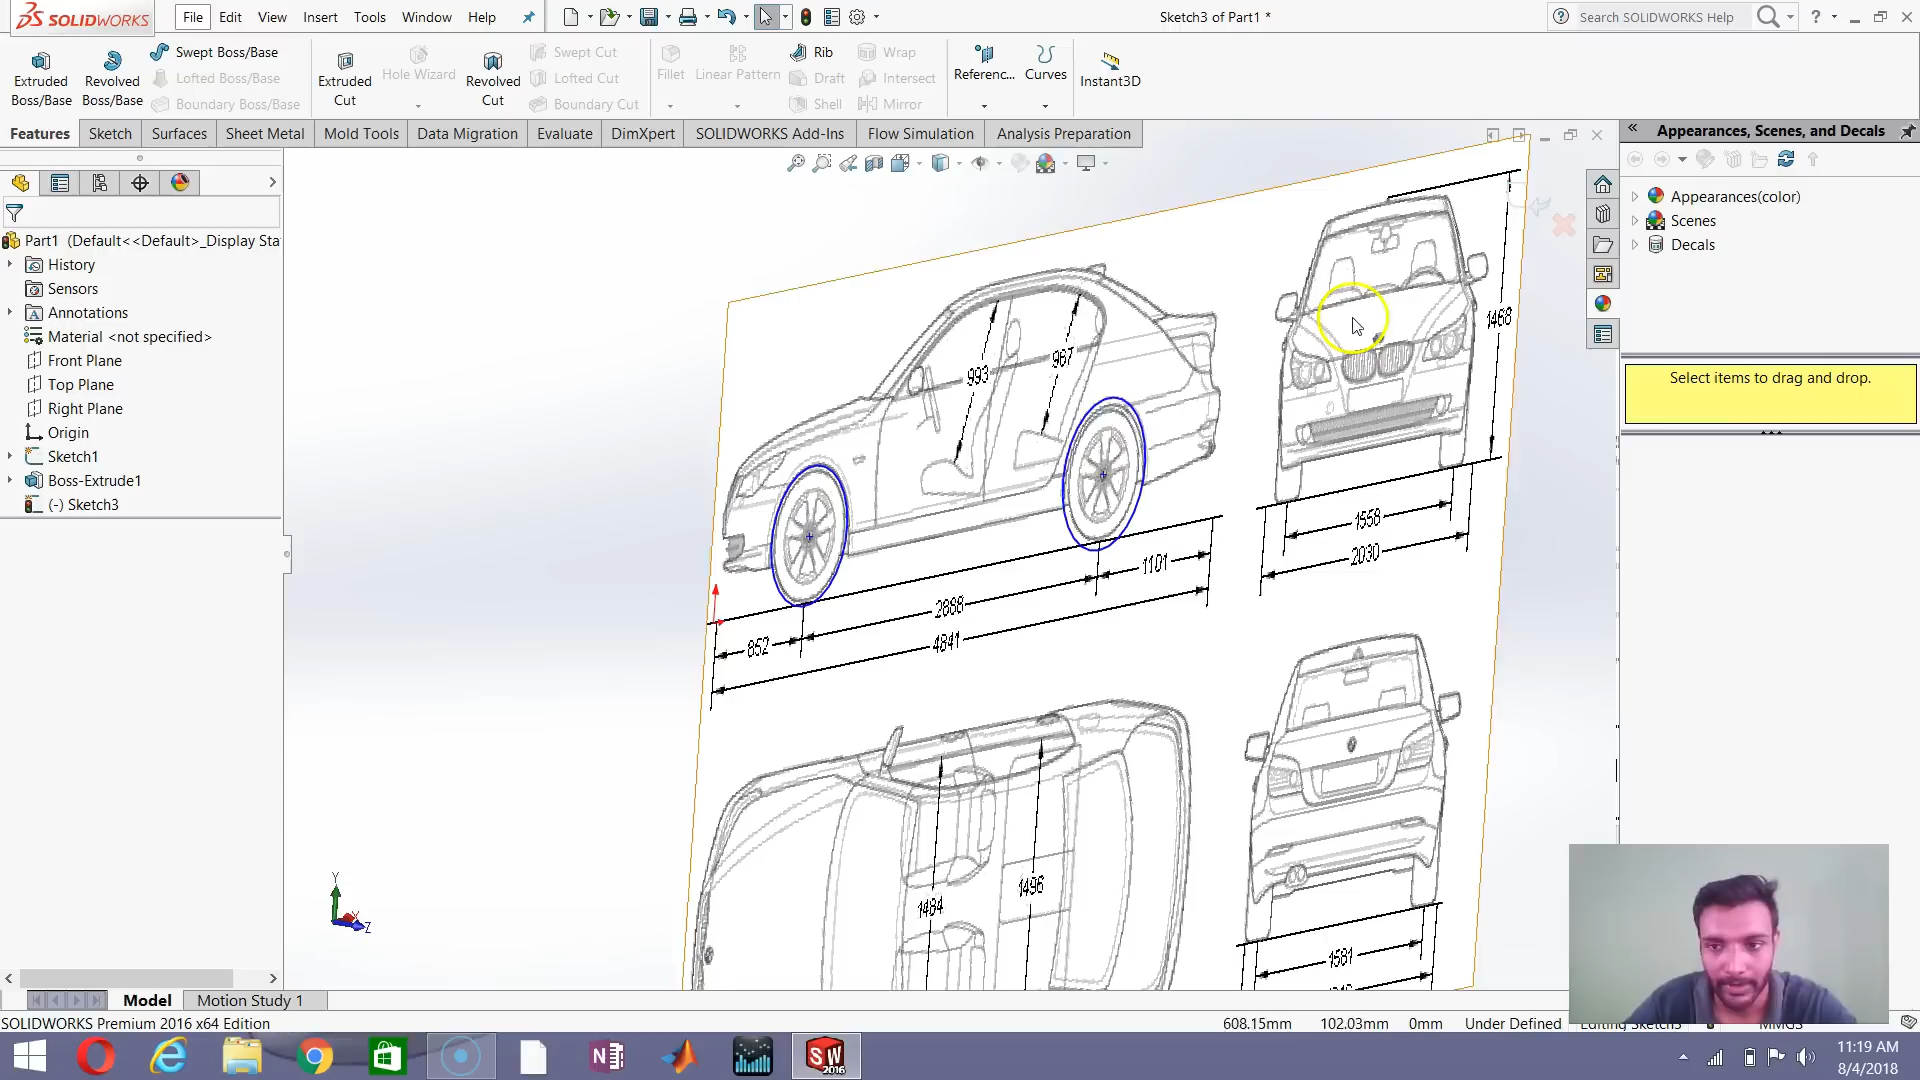 SOLIDWORKS
File Edit View Insert Tools Window Help
Sketch3 of Part1 *
Search SOLIDWORKS Help
Extruded Boss/Base
Revolved Boss/Base
Swept Boss/Base
Lofted Boss/Base
Boundary Boss/Base
Extruded Cut
Hole Wizard
Revolved Cut
Swept Cut
Lofted Cut
Boundary Cut
Fillet
Linear Pattern
Rib
Draft
Shell
Wrap
Intersect
Mirror
Referenc...
Curves
Instant3D
Features Sketch Surfaces Sheet Metal Mold Tools Data Migration Evaluate DimXpert SOLIDWORKS Add-Ins Flow Simulation Analysis Preparation
Part1 (Default<<Default>_Display Sta
History
Sensors
Annotations
Material <not specified>
Front Plane
Top Plane
Right Plane
Origin
Sketch1
Boss-Extrude1
(-) Sketch3
993
967
1468
1558
2030
1101
2888
852
4841
1484
1496
1581
Y
X
Z
Appearances, Scenes, and Decals
Appearances(color)
Scenes
Decals
Select items to drag and drop.
Model Motion Study 1
SOLIDWORKS Premium 2016 x64 Edition
608.15mm 102.03mm 0mm Under Defined Editing Sketch3
MMGS
SW
2016
11:19 AM
8/4/2018